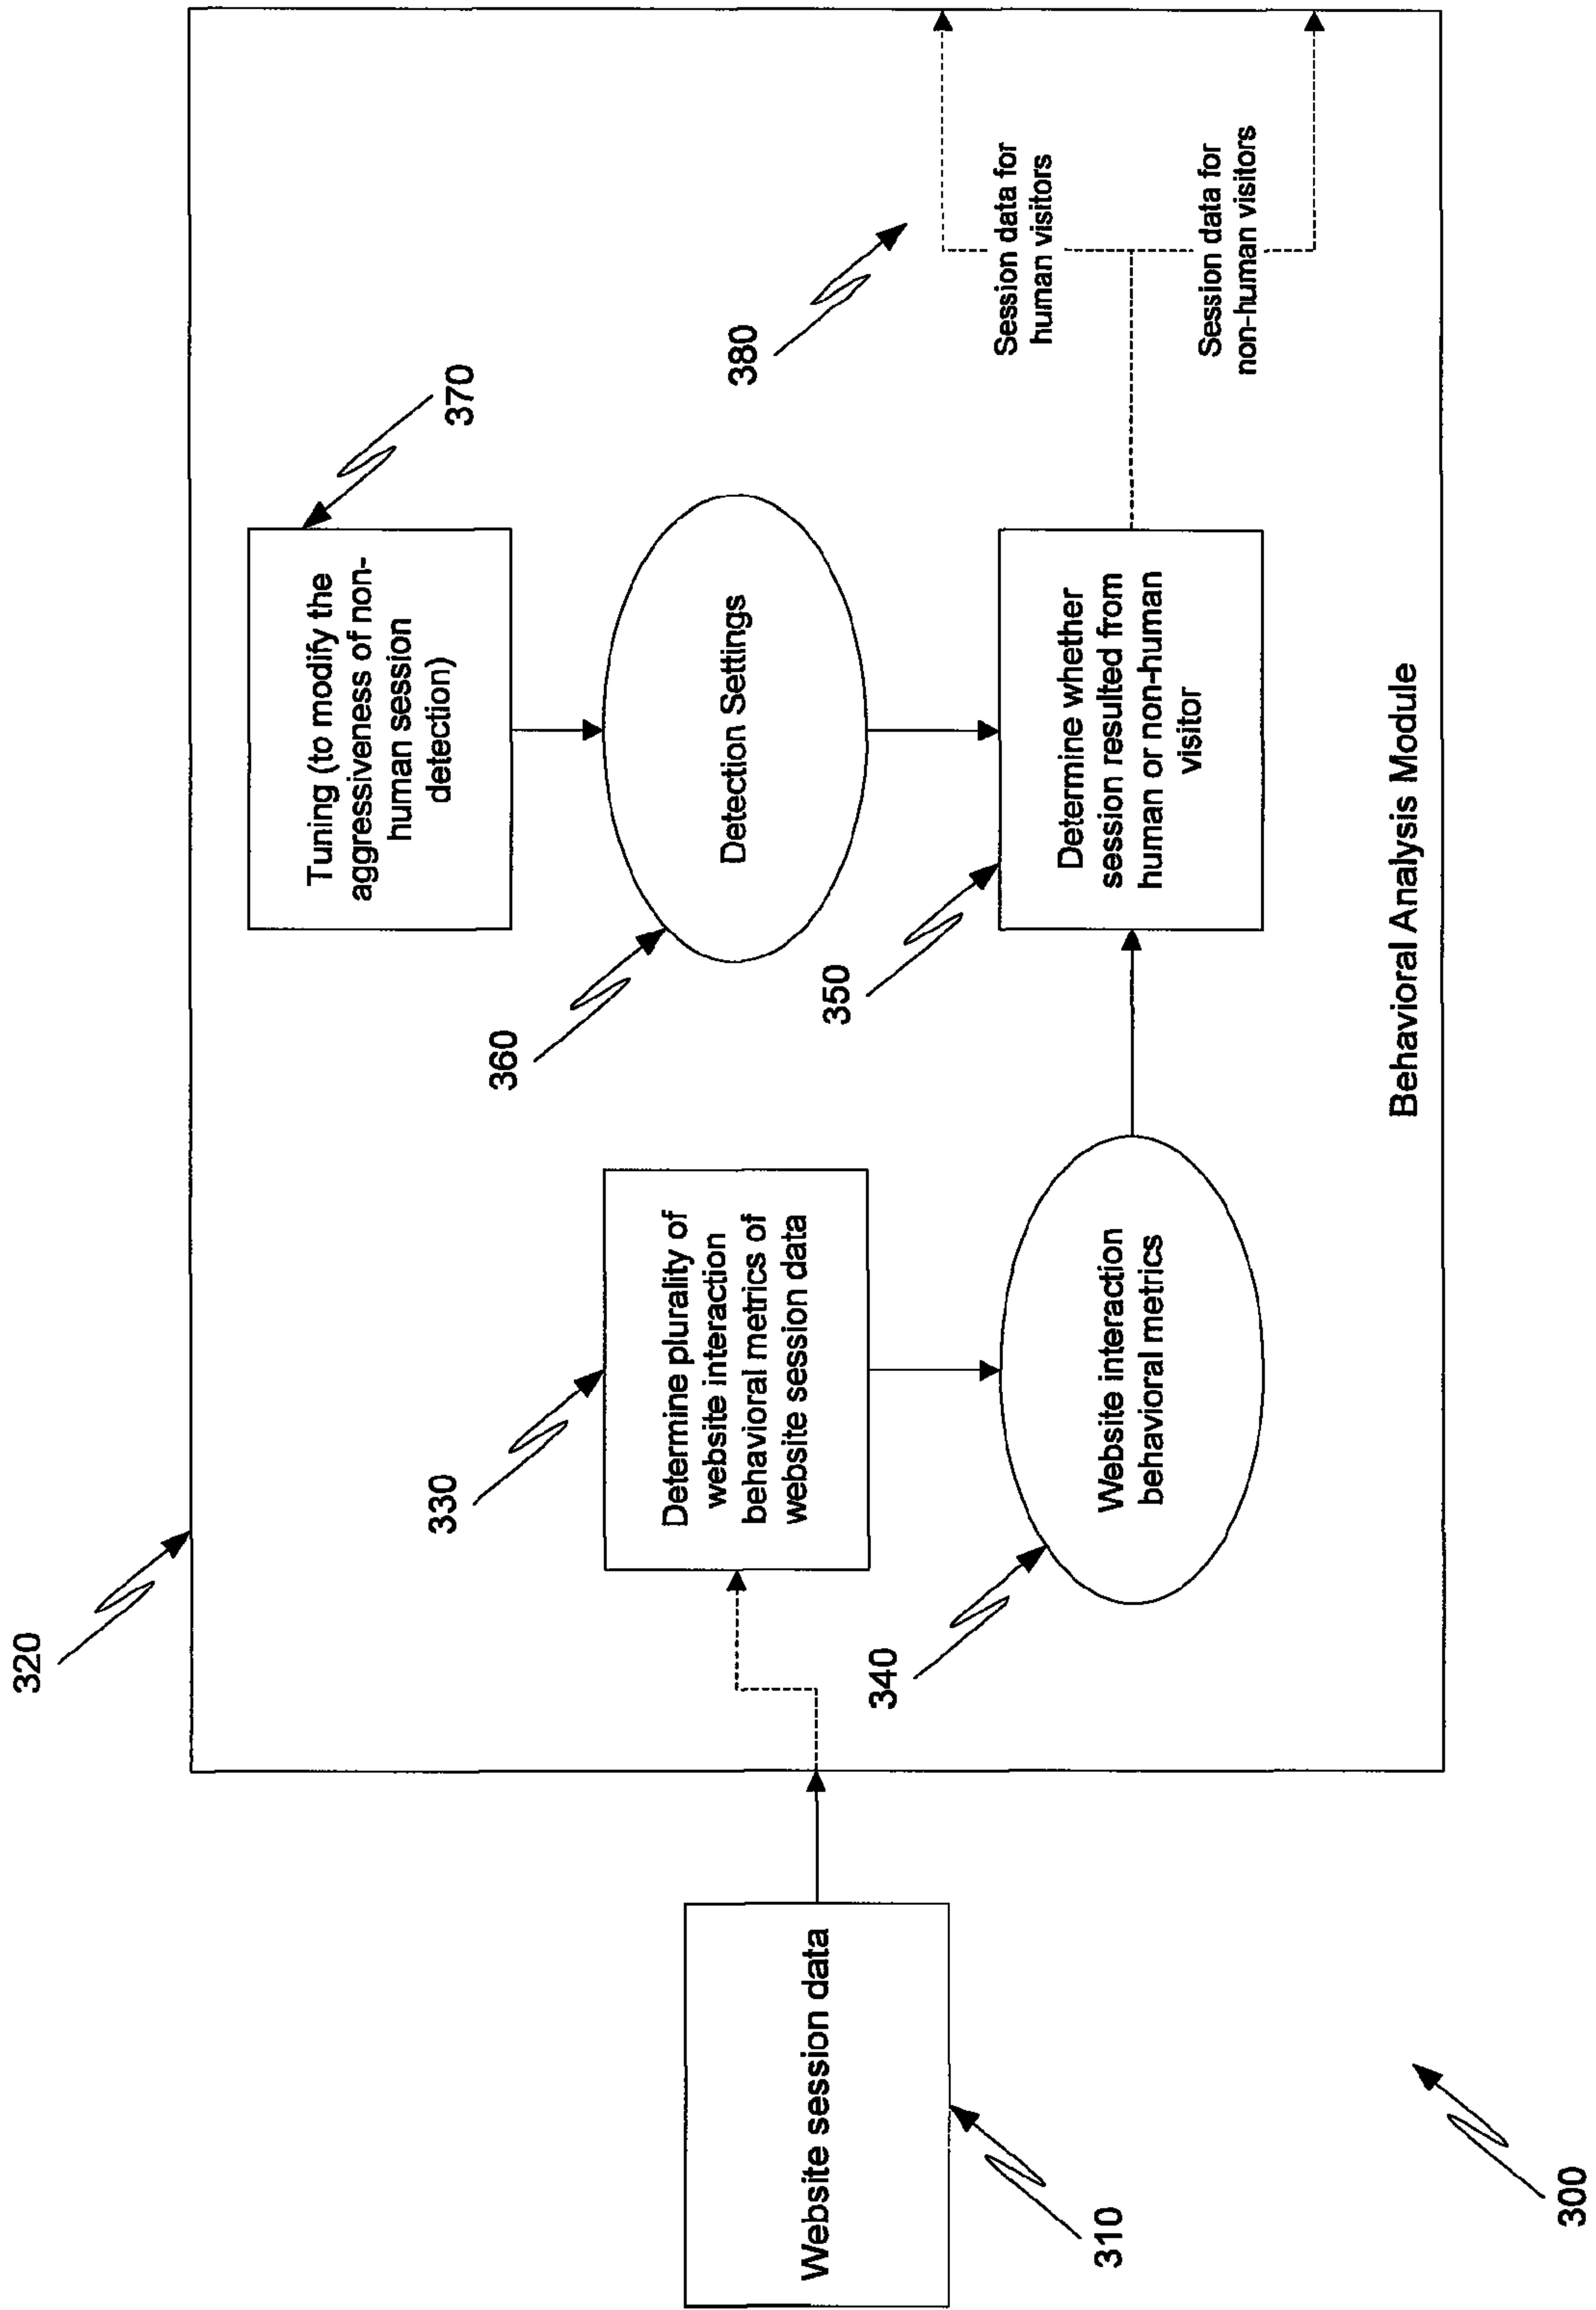 320
370
Tuning (to modify the
aggressiveness of non-
human session
detection)
360
Detection Settings
380
330
Determine plurality of
website interaction
behavioral metrics of
website session data
Website session data
310
340
Website interaction
behavioral metrics
350
Determine whether
session resulted from
human or non-human
visitor
Session data for
human visitors
Session data for
non-human visitors
Behavioral Analysis Module
300